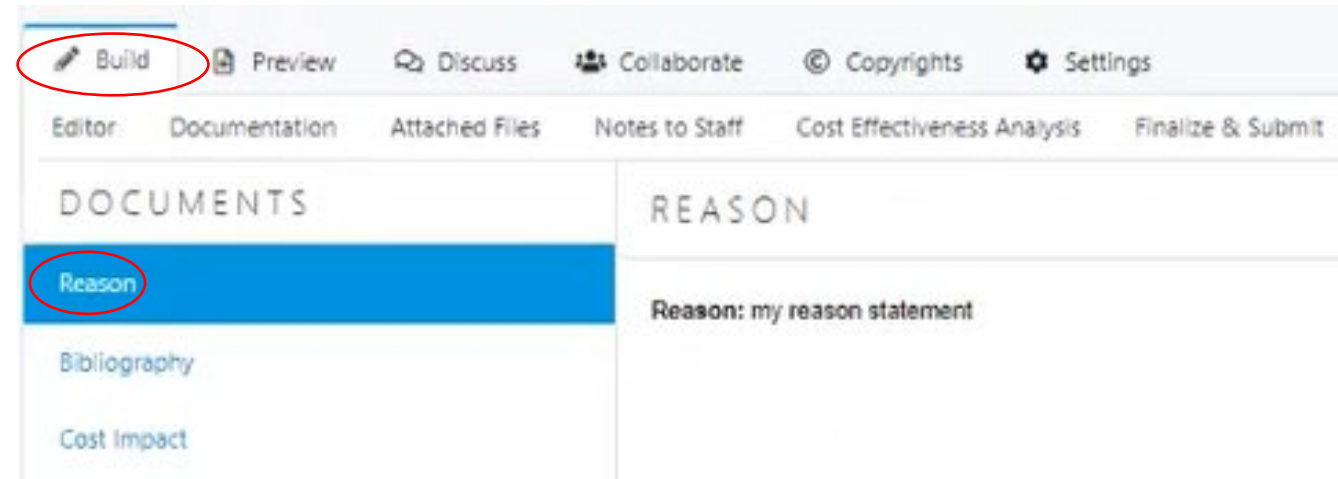 Build Preview Discuss Collaborate © Copyrights Settings
Editor Documentation Attached Files Notes to Staff Cost Effectiveness Analysis Finalize & Submit
DOCUMENTS
REASON
Reason
Reason: my reason statement
Bibliography
Cost Impact